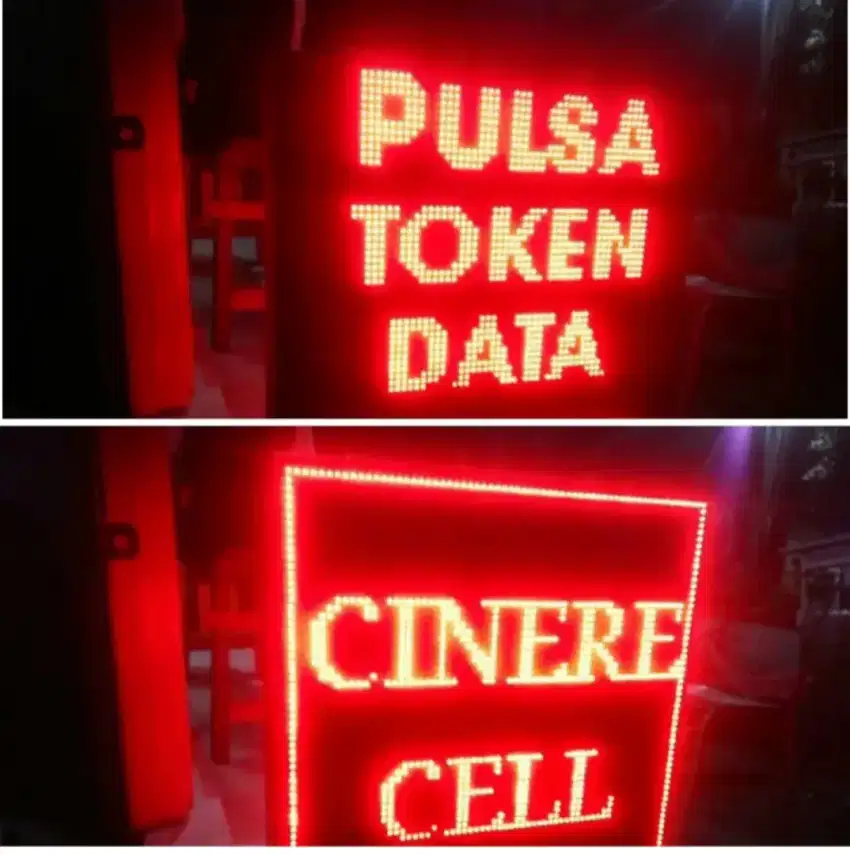 PULSA
TOKEN
DATA
CINERE
CELL